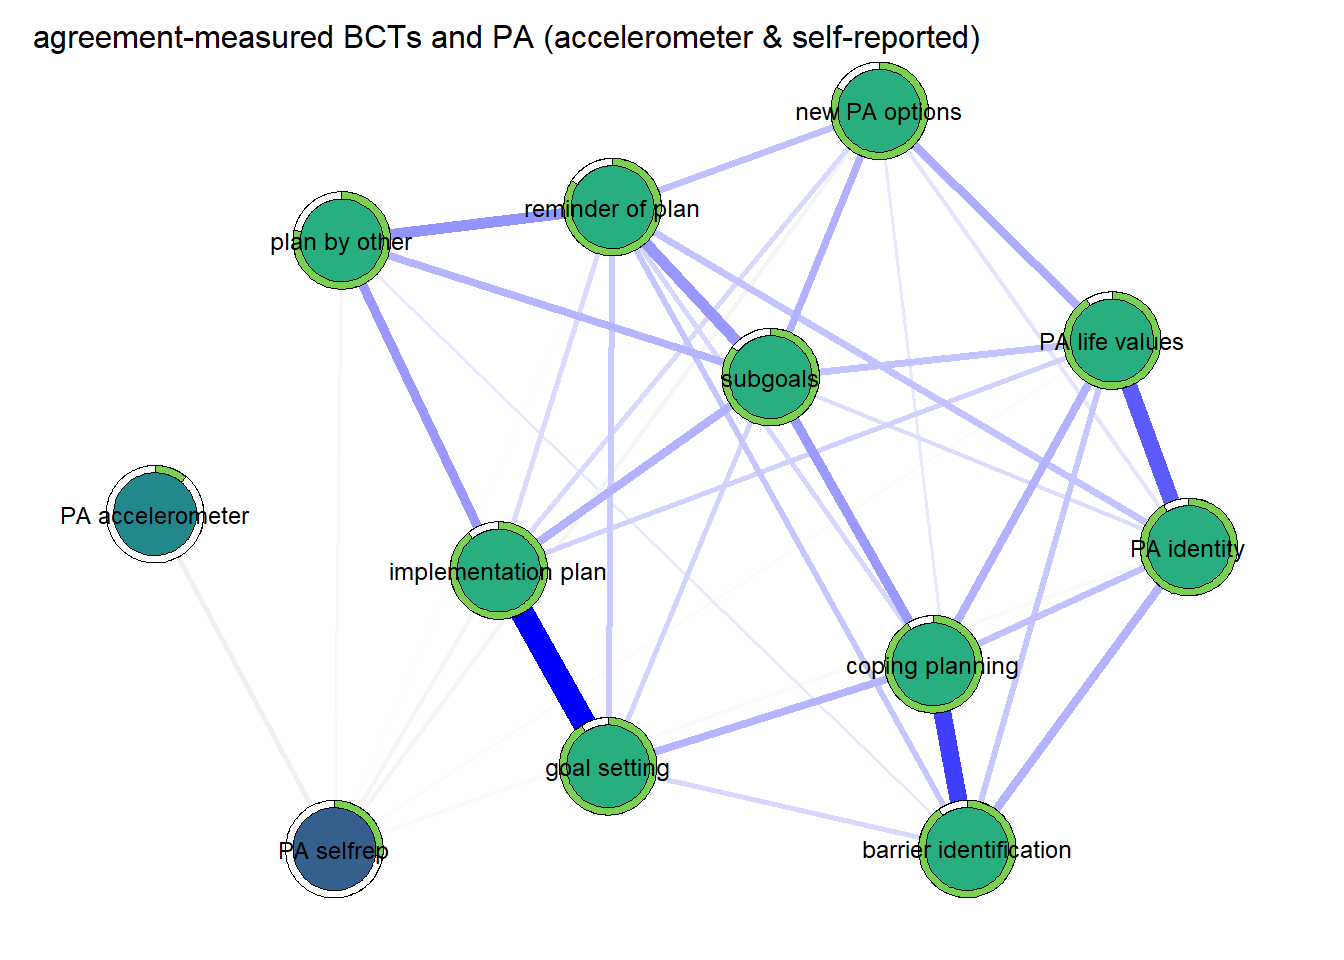 agreement-measured BCTs and PA (accelerometer & self-reported)
new PA options
reminder of plan
plan by other
PA life values
subgoals
PA accelerometer
PA identity
implementation plan
coping planning
goal setting
PA selfrep
barrier identification